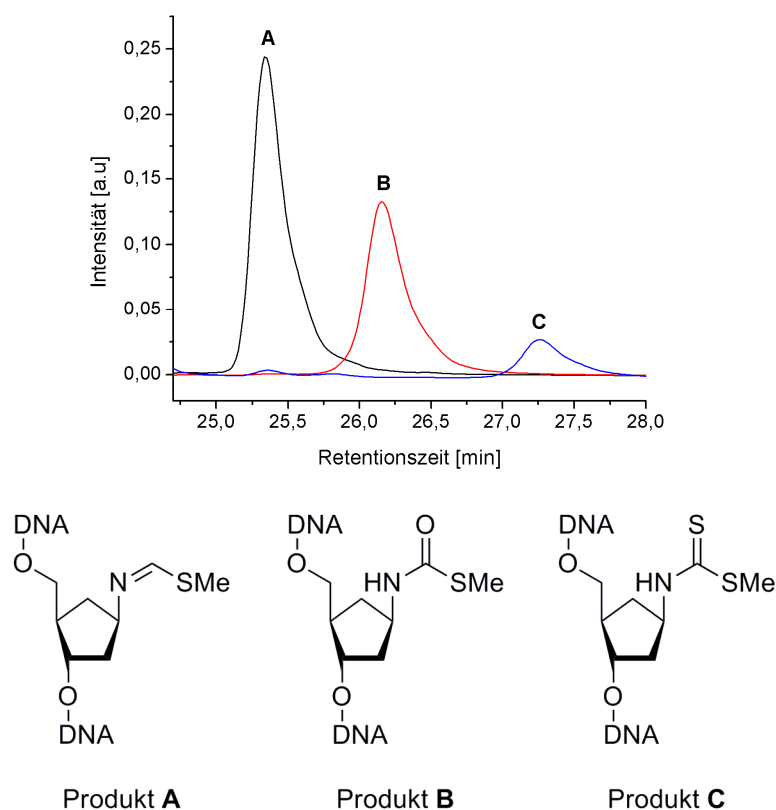 A
B
C
0,25
0,20
0,15
0,10
0,05
0,00
Intensität [a.u]
25,0 25,5 26,0 26,5 27,0 27,5 28,0
Retentionszeit [min]
DNA DNA O DNA S
O N SMe O HN SMe O HN SMe
O O O
DNA DNA DNA
Produkt A Produkt B Produkt C